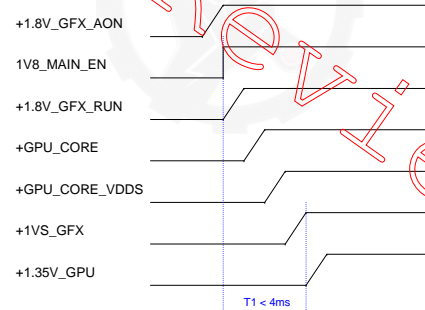 +1.8V_GFX_AON
1V8_MAIN_EN
+1.8V_GFX_RUN
+GPU_CORE
+GPU_CORE_VDDS
+1VS_GFX
+1.35V_GPU
T1 < 4ms